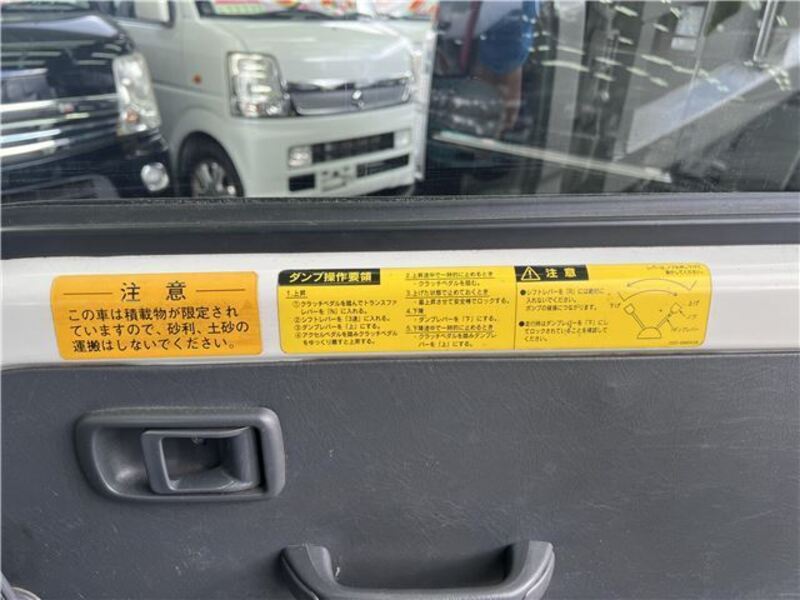 注意
この車は積載物が限定され
ていますので、砂利、土砂の
運搬はしないでください。
ダンプ操作要領
1.上昇
①クラッチペダルを踏んでトランスファ
レバーを「N」に入れる。
②シフトレバーを「3速」に入れる。
③ダンプレバーを「上」にする。
④アクセルペダルを踏みクラッチペダル
をゆっくり離すと上昇する。
2.上昇途中で一時的に止めるとき
・クラッチペダルを踏む。
3.上げた状態で止めておくとき
・最上昇させて安全棒でロックする。
4.下降
・ダンプレバーを「下」にする。
5.下降途中で一時的に止めるとき
・クラッチペダルを踏みダンプレ
バーを「上」にする。
注意
●シフトレバーを「R」には絶対に
入れないでください。
ポンプの破損につながります。
●走行時はダンプレバーを「下」にし
てロックされていることを確認して
ください。
下げ
上げ
ノブ
ダンプレバー